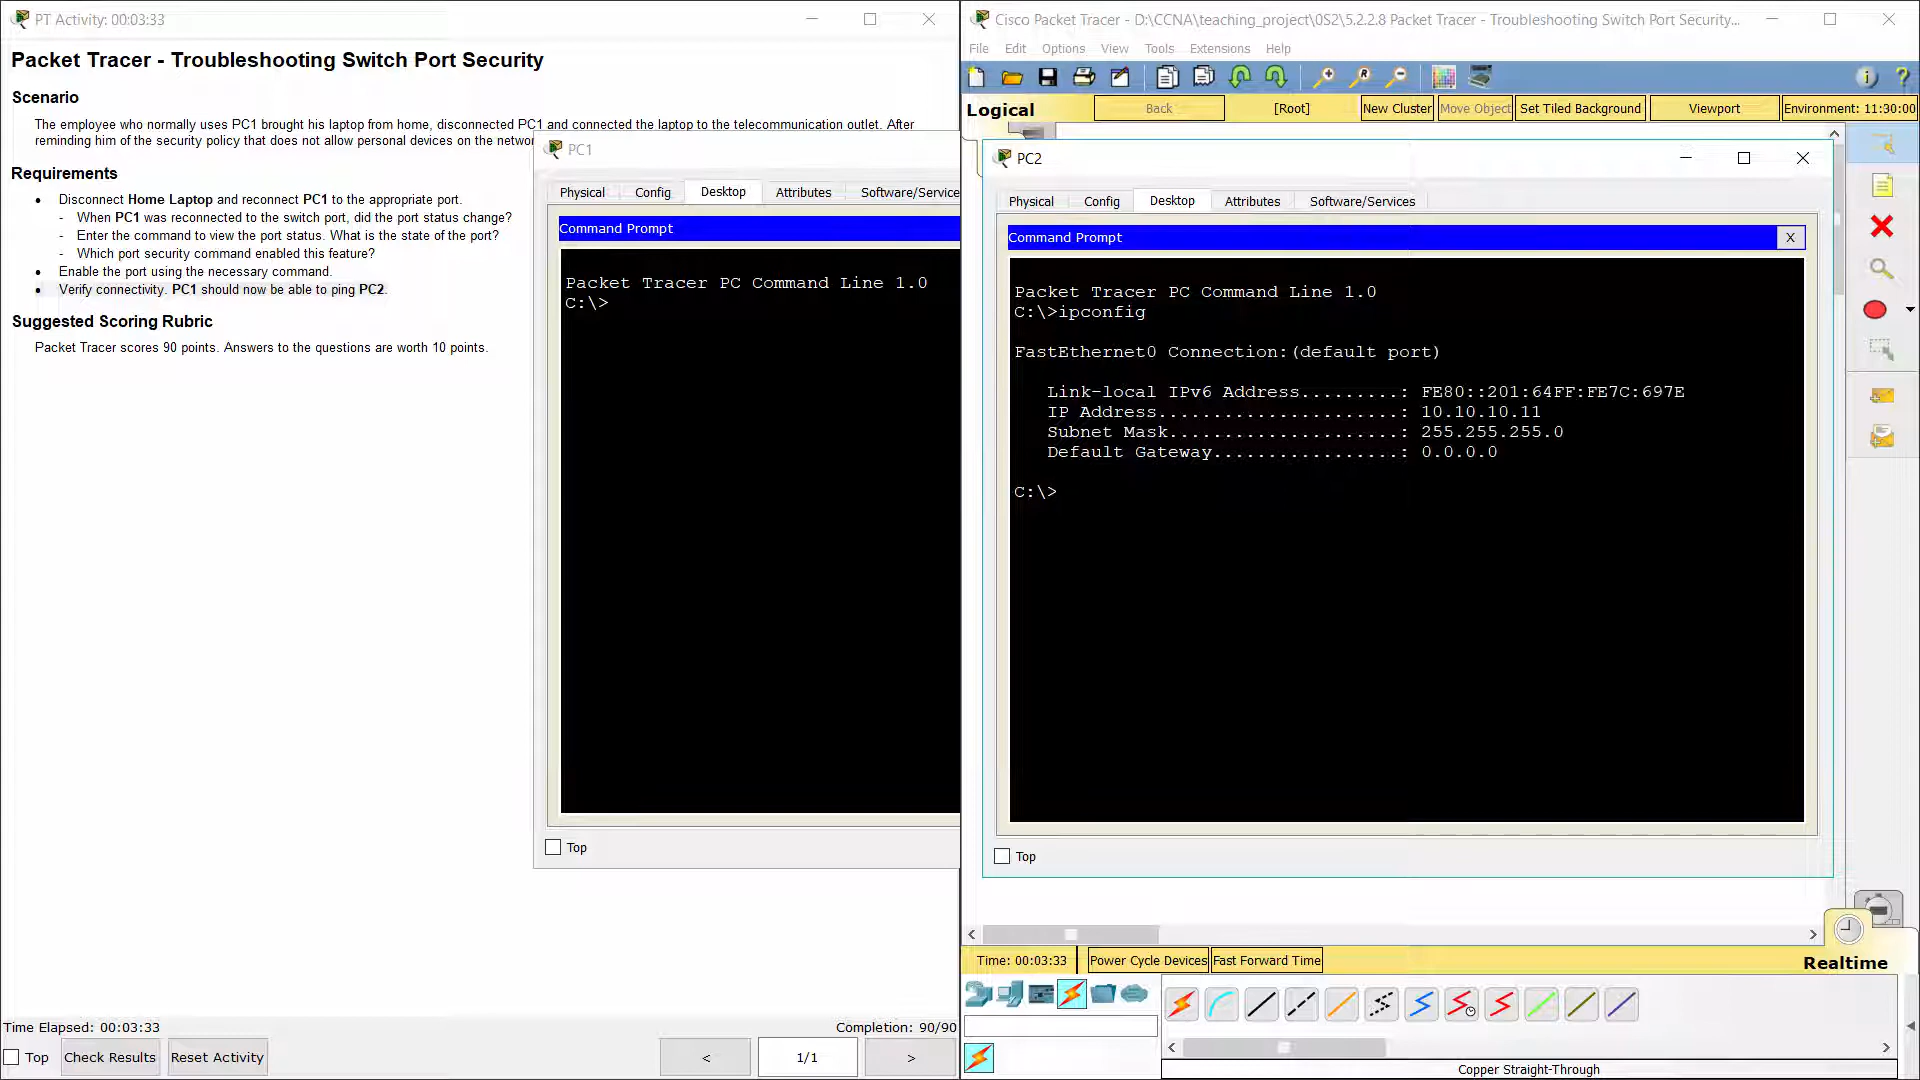 PT Activity: 00:03:33
Packet Tracer - Troubleshooting Switch Port Security
Scenario
The employee who normally uses PC1 brought his laptop from home, disconnected PC1 and connected the laptop to the telecommunication outlet. After
reminding him of the security policy that does not allow personal devices on the networ
Requirements
• Disconnect Home Laptop and reconnect PC1 to the appropriate port.
- When PC1 was reconnected to the switch port, did the port status change?
- Enter the command to view the port status. What is the state of the port?
- Which port security command enabled this feature?
• Enable the port using the necessary command.
• Verify connectivity. PC1 should now be able to ping PC2.
Suggested Scoring Rubric
Packet Tracer scores 90 points. Answers to the questions are worth 10 points.
Time Elapsed: 00:03:33
Completion: 90/90
Top
Check Results
Reset Activity
<
1/1
>
PC1
Physical
Config
Desktop
Attributes
Software/Service
Command Prompt
Packet Tracer PC Command Line 1.0
C:\>
Top
Cisco Packet Tracer - D:\CCNA\teaching_project\0S2\5.2.2.8 Packet Tracer - Troubleshooting Switch Port Security...
File
Edit
Options
View
Tools
Extensions
Help
Logical
Back
[Root]
New Cluster
Move Object
Set Tiled Background
Viewport
Environment: 11:30:00
PC2
Physical
Config
Desktop
Attributes
Software/Services
Command Prompt
X
Packet Tracer PC Command Line 1.0
C:\>ipconfig
FastEthernet0 Connection:(default port)
Link-local IPv6 Address.........: FE80::201:64FF:FE7C:697E
IP Address......................: 10.10.10.11
Subnet Mask.....................: 255.255.255.0
Default Gateway.................: 0.0.0.0
C:\>
Top
Time: 00:03:33
Power Cycle Devices
Fast Forward Time
Realtime
Copper Straight-Through